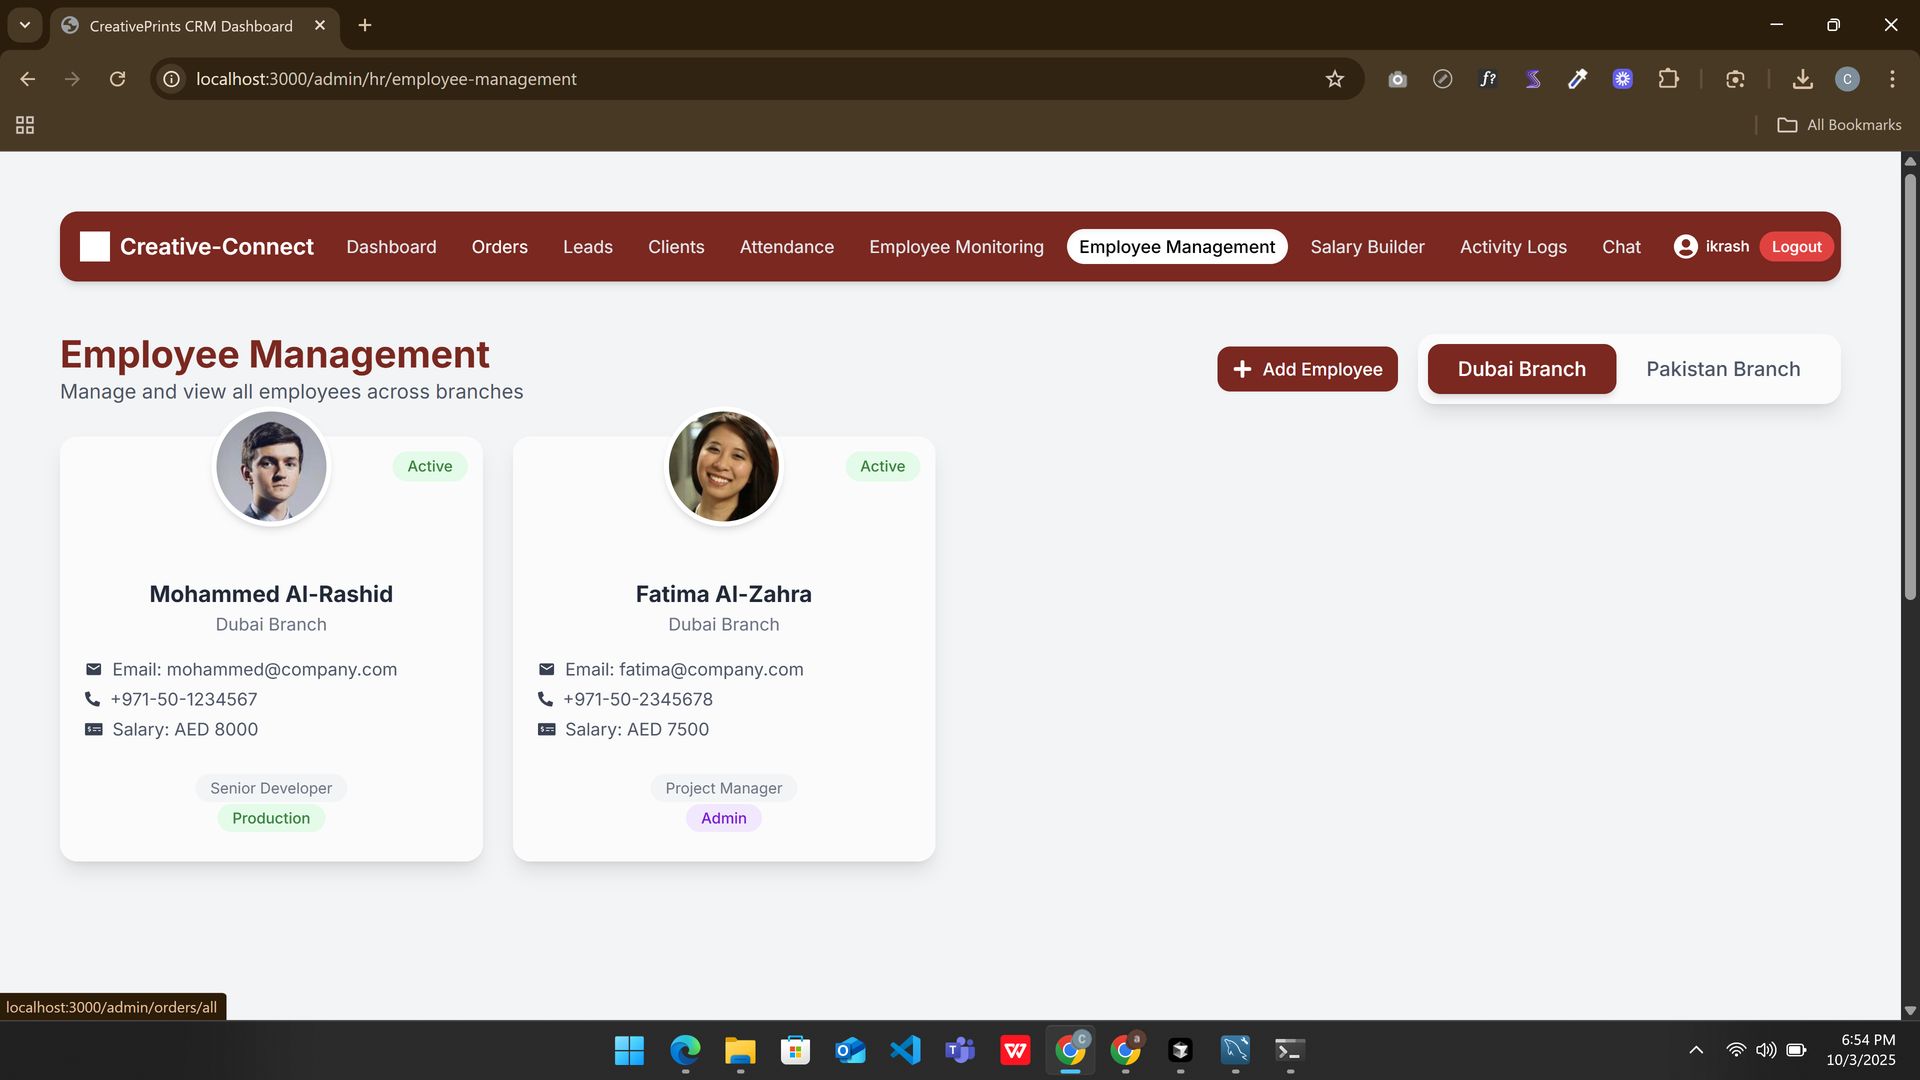 CreativePrints CRM Dashboard
localhost:3000/admin/hr/employee-management
f?
C
All Bookmarks
Creative-Connect
Dashboard
Orders
Leads
Clients
Attendance
Employee Monitoring
Employee Management
Salary Builder
Activity Logs
Chat
ikrash
Logout
Employee Management
Manage and view all employees across branches
Add Employee
Dubai Branch
Pakistan Branch
Active
Mohammed Al-Rashid
Dubai Branch
Email: mohammed@company.com
+971-50-1234567
Salary: AED 8000
Senior Developer
Production
Active
Fatima Al-Zahra
Dubai Branch
Email: fatima@company.com
+971-50-2345678
Salary: AED 7500
Project Manager
Admin
localhost:3000/admin/orders/all
C
a
6:54 PM
10/3/2025